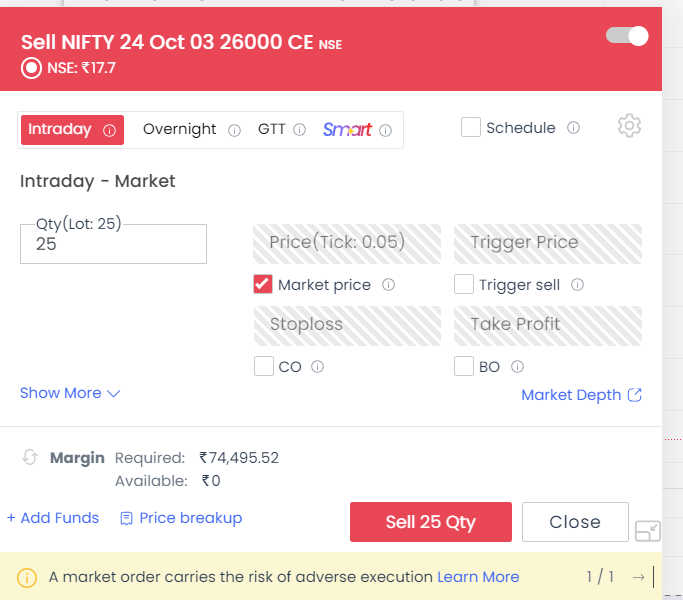 Sell NIFTY 24 Oct 03 26000 CE NSE
NSE: ₹17.7
Intraday Overnight GTT Smart Schedule
Intraday - Market
Qty(Lot: 25)
25 Price(Tick: 0.05) Trigger Price
Market price Trigger sell
Stoploss Take Profit
CO BO
Show More Market Depth
Margin Required: ₹74,495.52
Available: ₹0
+ Add Funds Price breakup Sell 25 Qty Close
A market order carries the risk of adverse execution Learn More 1 / 1 →